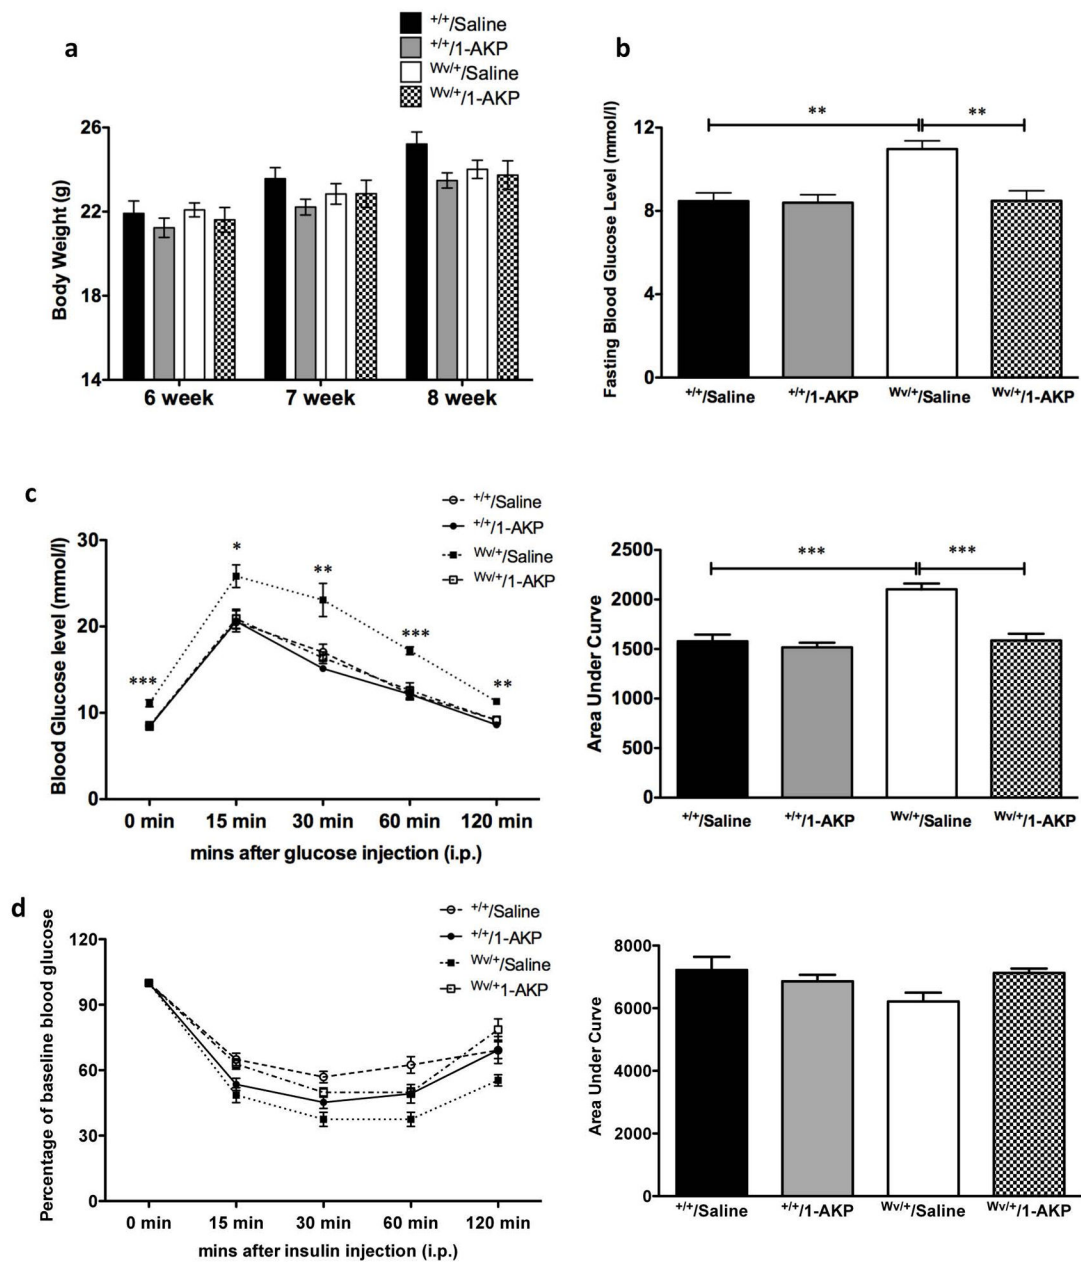 a
+/+/Saline
+/+/1-AKP
Wv/+/Saline
Wv/+/1-AKP
Body Weight (g)
26
22
18
14
6 week 7 week 8 week
b
Fasting Blood Glucose Level (mmol/l)
** **
12
8
4
0
+/+/Saline +/+/1-AKP Wv/+/Saline Wv/+/1-AKP
c
+/+/Saline
+/+/1-AKP
Wv/+/Saline
Wv/+/1-AKP
Blood Glucose level (mmol/l)
30
20
10
0
*** * ** *** **
0 min 15 min 30 min 60 min 120 min
mins after glucose injection (i.p.)
Area Under Curve
*** ***
2500
2000
1500
1000
500
0
+/+/Saline +/+/1-AKP Wv/+/Saline Wv/+/1-AKP
d
+/+/Saline
+/+/1-AKP
Wv/+/Saline
Wv/+1-AKP
Percentage of baseline blood glucose
120
90
60
30
0
0 min 15 min 30 min 60 min 120 min
mins after insulin injection (i.p.)
Area Under Curve
8000
6000
4000
2000
0
+/+/Saline +/+/1-AKP Wv/+/Saline Wv/+/1-AKP